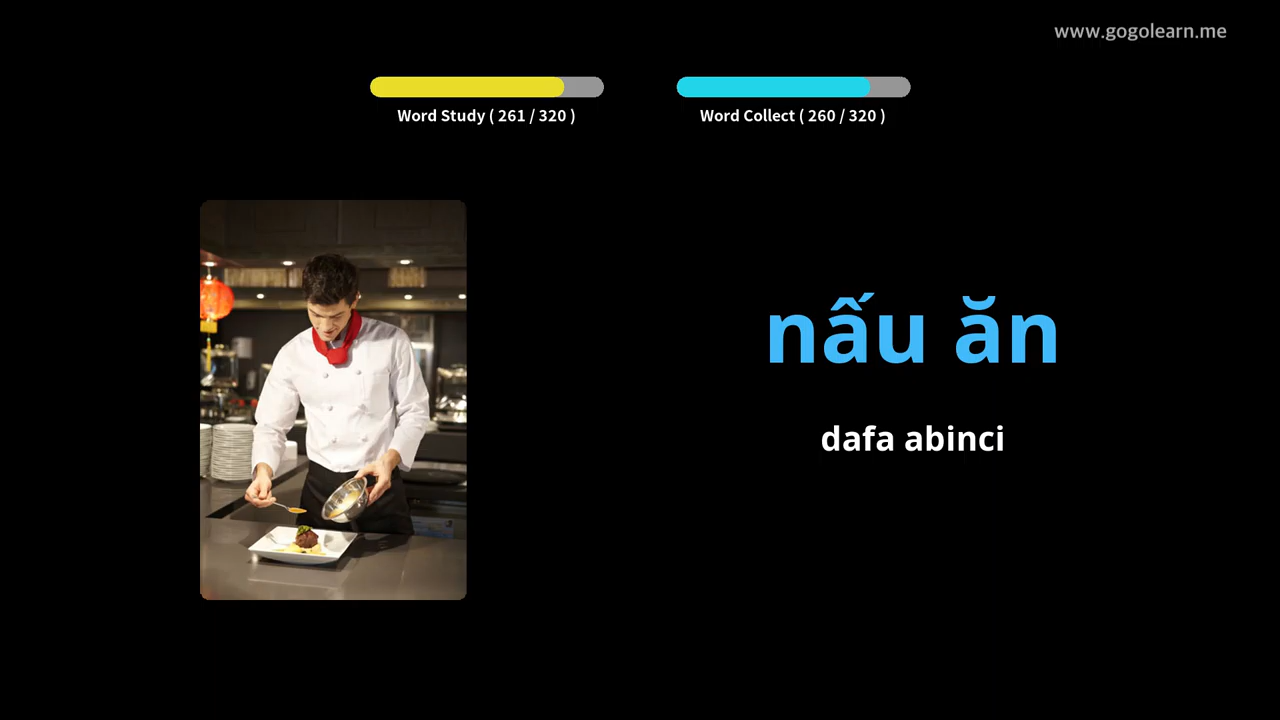 www.gogolearn.me
Word Study ( 261 / 320 )
Word Collect ( 260 / 320 )
nấu ăn
dafa abinci